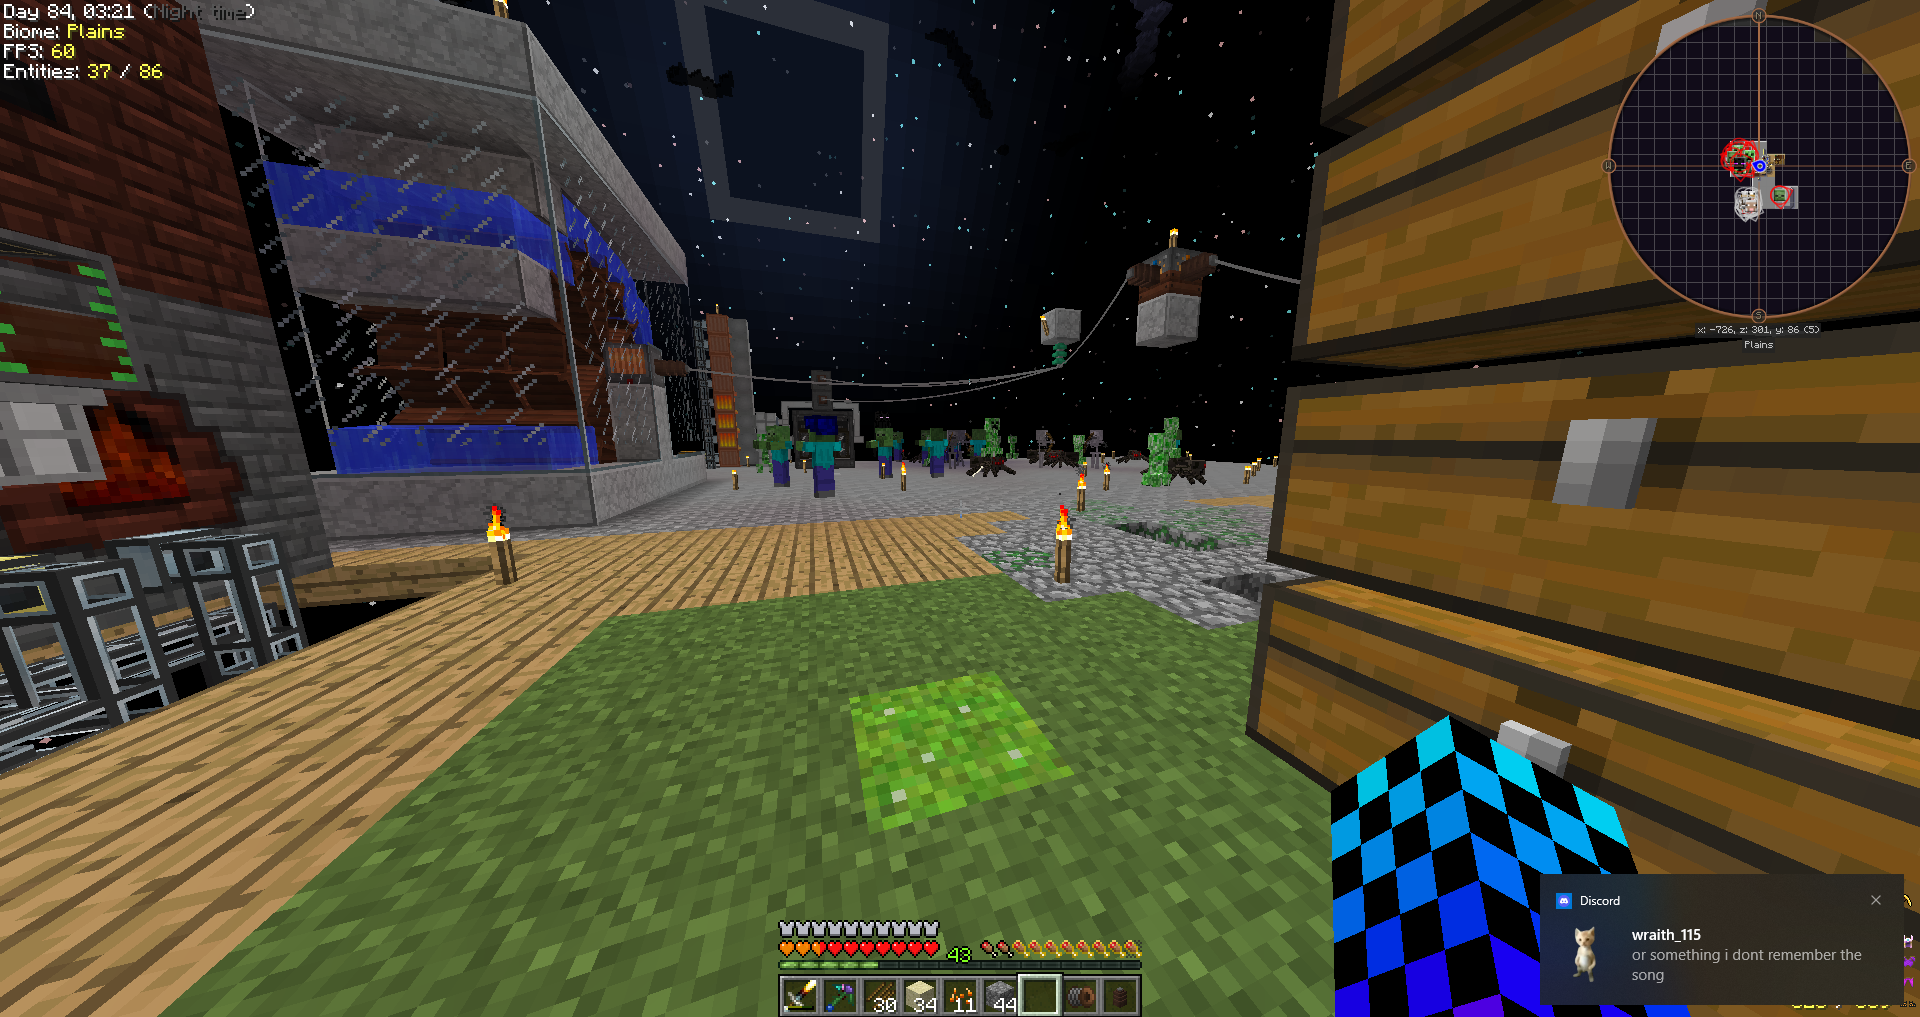 Day 84, 03:21 (Night time)
Biome: Plains
FPS: 60
Entities: 37 / 86
N
W
E
S
x: -726, z: 301, y: 86 (5)
Plains
43
30
34
11
44
Discord
wraith_115
or something i dont remember the
song